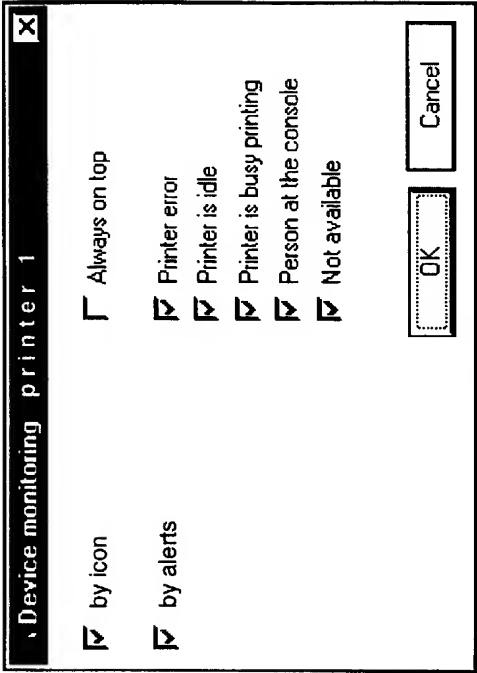 Device monitoring printer 1
by icon
Always on top
by alerts
Printer error
Printer is idle
Printer is busy printing
Person at the console
Not available
OK
Cancel